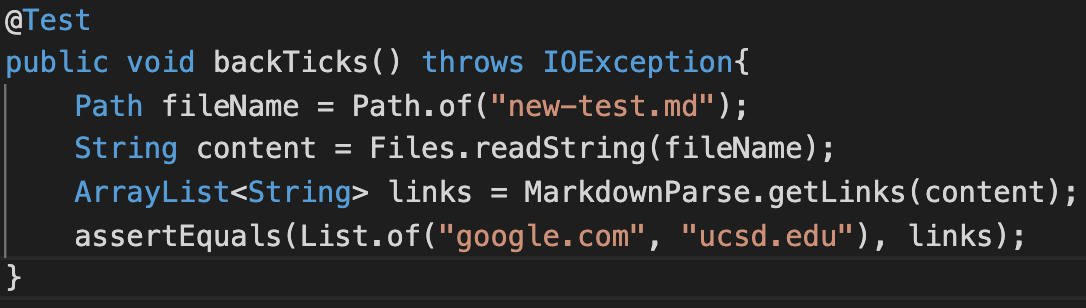 @Test
public void backTicks() throws IOException{
    Path fileName = Path.of("new-test.md");
    String content = Files.readString(fileName);
    ArrayList<String> links = MarkdownParse.getLinks(content);
    assertEquals(List.of("google.com", "ucsd.edu"), links);
}